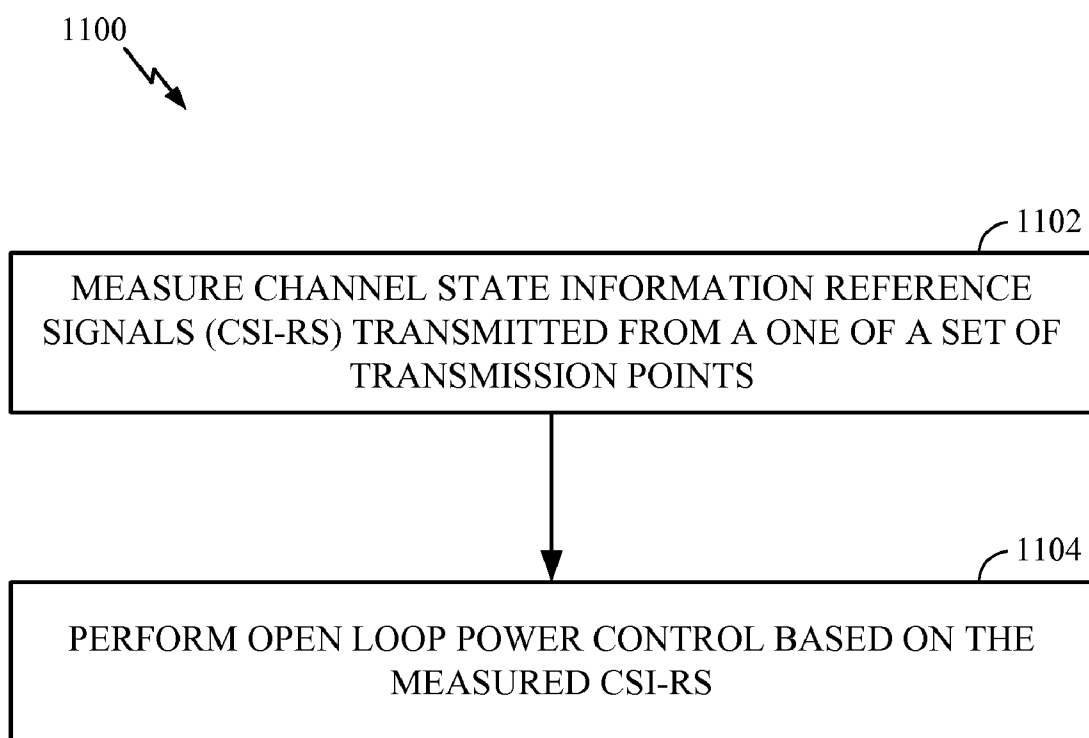 1100
1102
MEASURE CHANNEL STATE INFORMATION REFERENCE
SIGNALS (CSI-RS) TRANSMITTED FROM A ONE OF A SET OF
TRANSMISSION POINTS
1104
PERFORM OPEN LOOP POWER CONTROL BASED ON THE
MEASURED CSI-RS